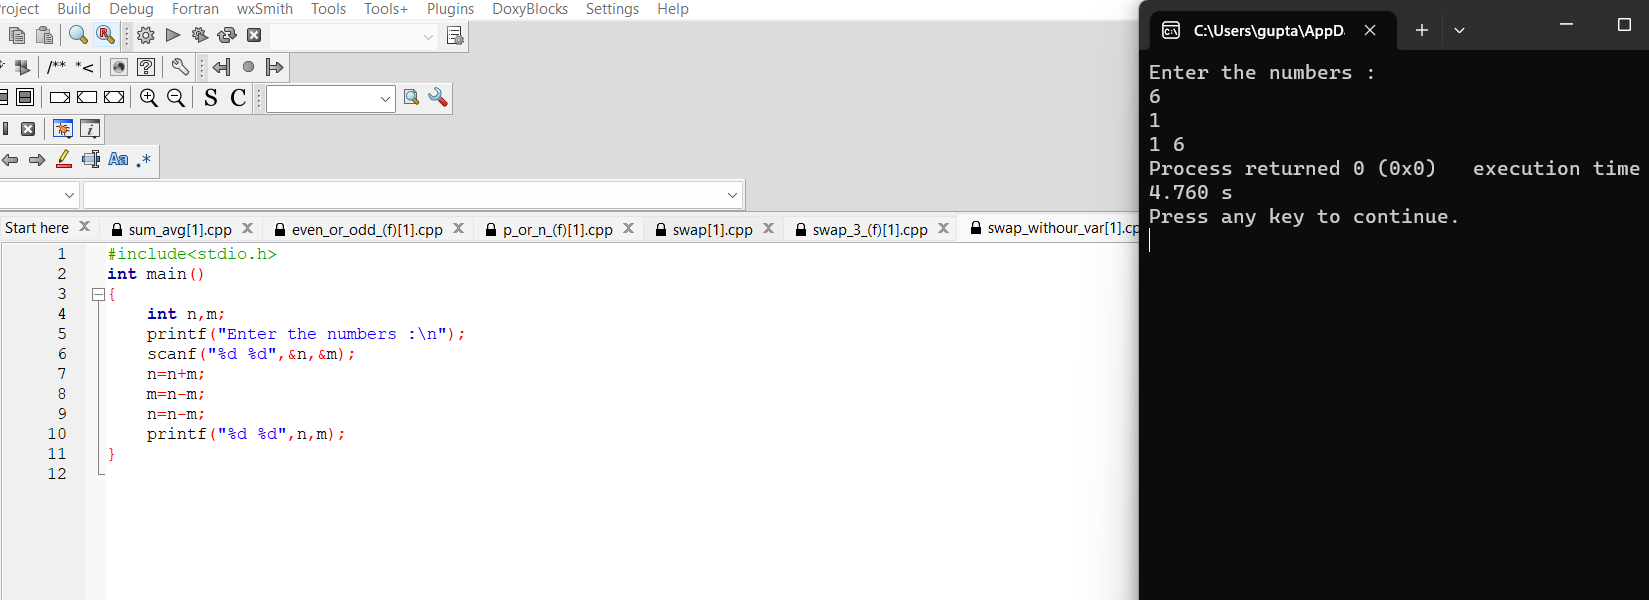 roject Build Debug Fortran wxSmith Tools Tools+ Plugins DoxyBlocks Settings Help
/** *<
S C
Aa .*
Start here sum_avg[1].cpp even_or_odd_(f)[1].cpp p_or_n_(f)[1].cpp swap[1].cpp swap_3_(f)[1].cpp swap_withour_var[1].cp
1 #include<stdio.h>
2 int main()
3 {
4 int n,m;
5 printf("Enter the numbers :\n");
6 scanf("%d %d",&n,&m);
7 n=n+m;
8 m=n-m;
9 n=n-m;
10 printf("%d %d",n,m);
11 }
12
C:\Users\gupta\AppD
Enter the numbers :
6
1
1 6
Process returned 0 (0x0) execution time
4.760 s
Press any key to continue.